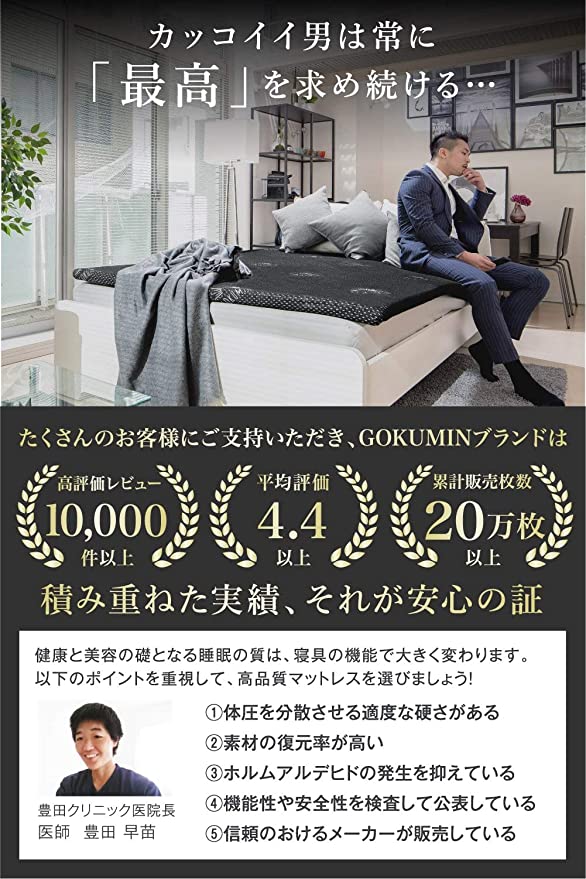 カッコイイ男は常に
「最高」を求め続ける…
たくさんのお客様にご支持いただき、GOKUMINブランドは
高評価レビュー
10,000
件以上
平均評価
4.4
以上
累計販売枚数
20万枚
以上
積み重ねた実績、それが安心の証
健康と美容の礎となる睡眠の質は、寝具の機能で大きく変わります。
以下のポイントを重視して、高品質マットレスを選びましょう!
①体圧を分散させる適度な硬さがある
②素材の復元率が高い
③ホルムアルデヒドの発生を抑えている
④機能性や安全性を検査して公表している
⑤信頼のおけるメーカーが販売している
豊田クリニック医院長
医師 豊田 早苗